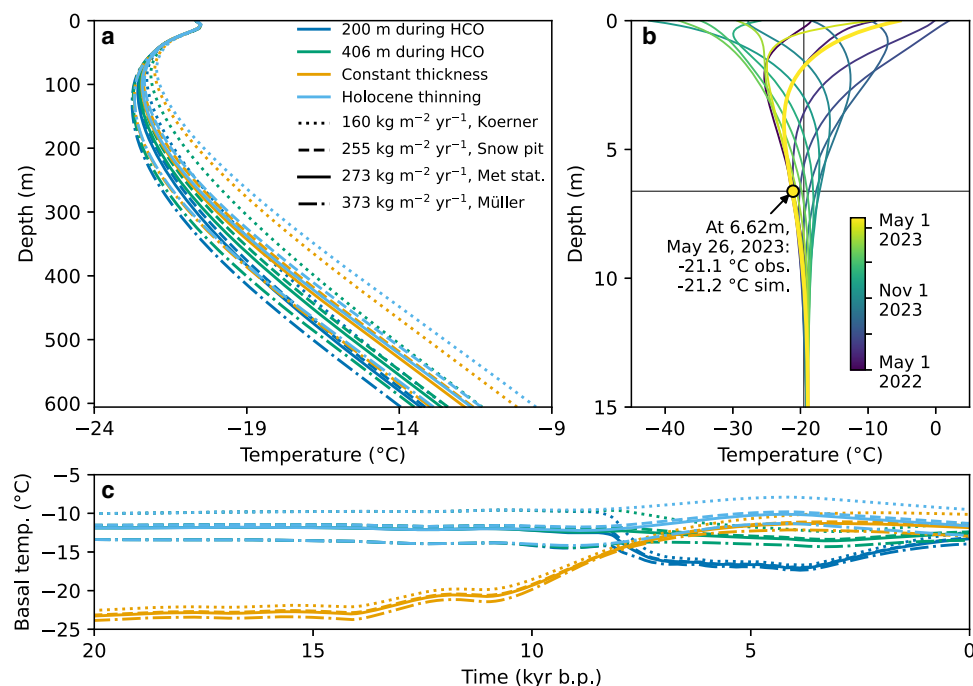 a
0
100
200
300
400
500
600
Depth (m)
−24
−19
−14
−9
Temperature (°C)
200 m during HCO
406 m during HCO
Constant thickness
Holocene thinning
160 kg m⁻² yr⁻¹, Koerner
255 kg m⁻² yr⁻¹, Snow pit
273 kg m⁻² yr⁻¹, Met stat.
373 kg m⁻² yr⁻¹, Müller
b
0
5
10
15
Depth (m)
−40
−30
−20
−10
0
Temperature (°C)
At 6,62m,
May 26, 2023:
-21.1 °C obs.
-21.2 °C sim.
May 1
2023
Nov 1
2023
May 1
2022
c
−5
−10
−15
−20
−25
Basal temp. (°C)
20
15
10
5
0
Time (kyr b.p.)